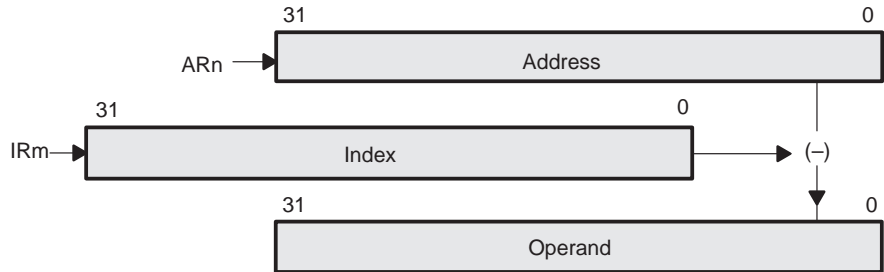 31 0
ARn Address
31 0
IRm Index (–)
31 0
Operand